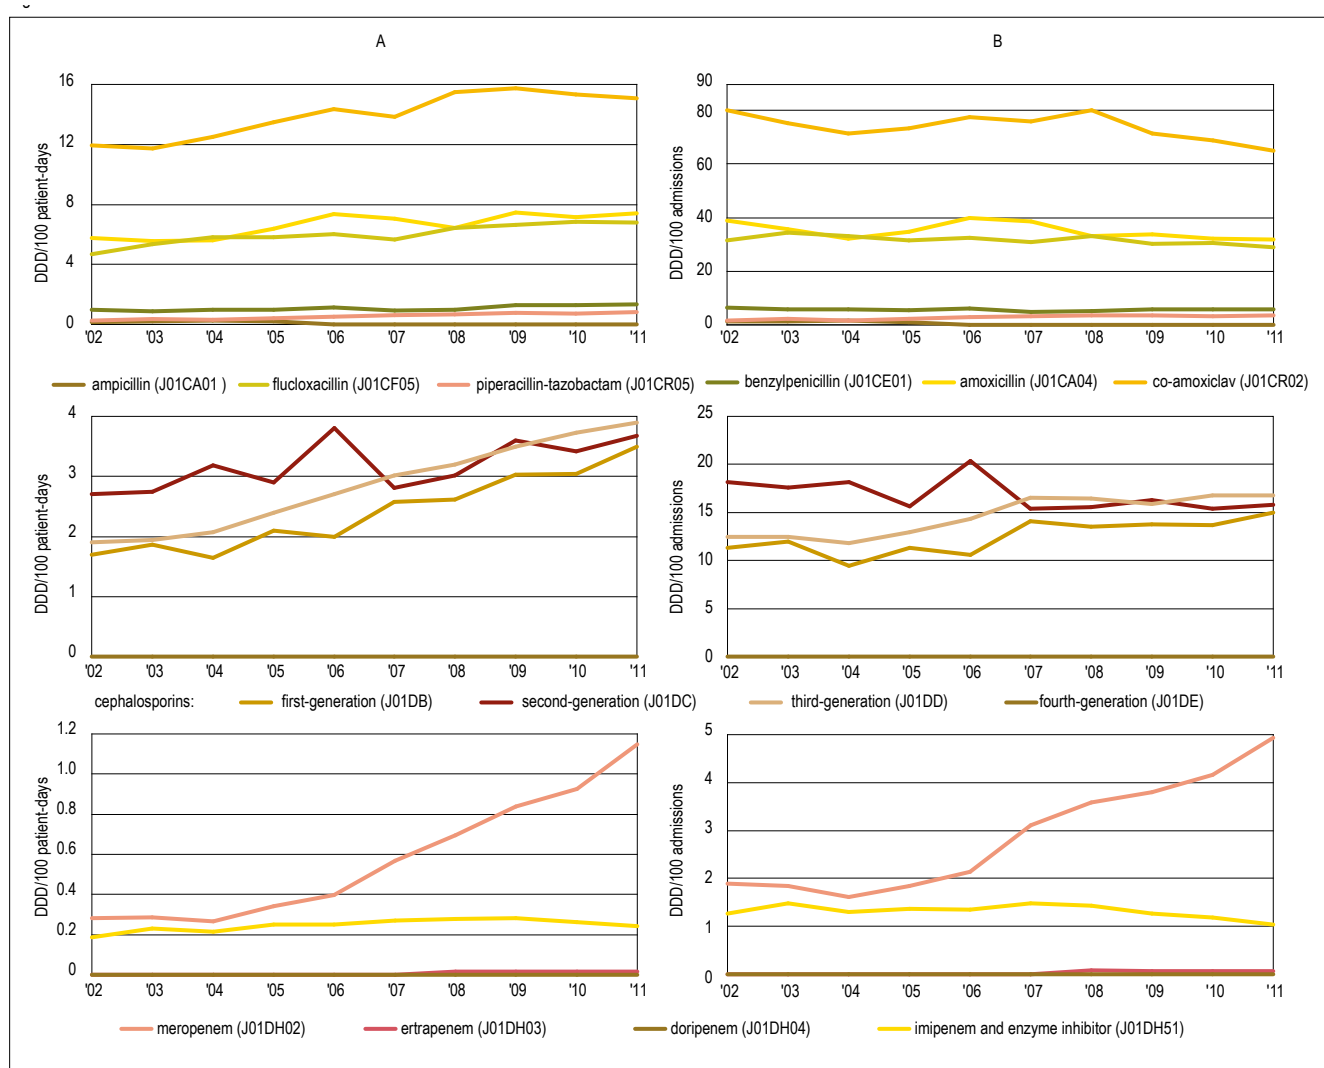 A B
16
12
8
4
0
DDD/100 patient-days
'02 '03 '04 '05 '06 '07 '08 '09 '10 '11
90
80
60
40
20
0
DDD/100 admissions
'02 '03 '04 '05 '06 '07 '08 '09 '10 '11
ampicillin (J01CA01 ) flucloxacillin (J01CF05) piperacillin-tazobactam (J01CR05) benzylpenicillin (J01CE01) amoxicillin (J01CA04) co-amoxiclav (J01CR02)
4
3
2
1
0
DDD/100 patient-days
'02 '03 '04 '05 '06 '07 '08 '09 '10 '11
25
20
15
10
5
0
DDD/100 admissions
'02 '03 '04 '05 '06 '07 '08 '09 '10 '11
cephalosporins: first-generation (J01DB) second-generation (J01DC) third-generation (J01DD) fourth-generation (J01DE)
1.2
1.0
0.8
0.6
0.4
0.2
0
DDD/100 patient-days
'02 '03 '04 '05 '06 '07 '08 '09 '10 '11
5
4
3
2
1
0
DDD/100 admissions
'02 '03 '04 '05 '06 '07 '08 '09 '10 '11
meropenem (J01DH02) ertrapenem (J01DH03) doripenem (J01DH04) imipenem and enzyme inhibitor (J01DH51)